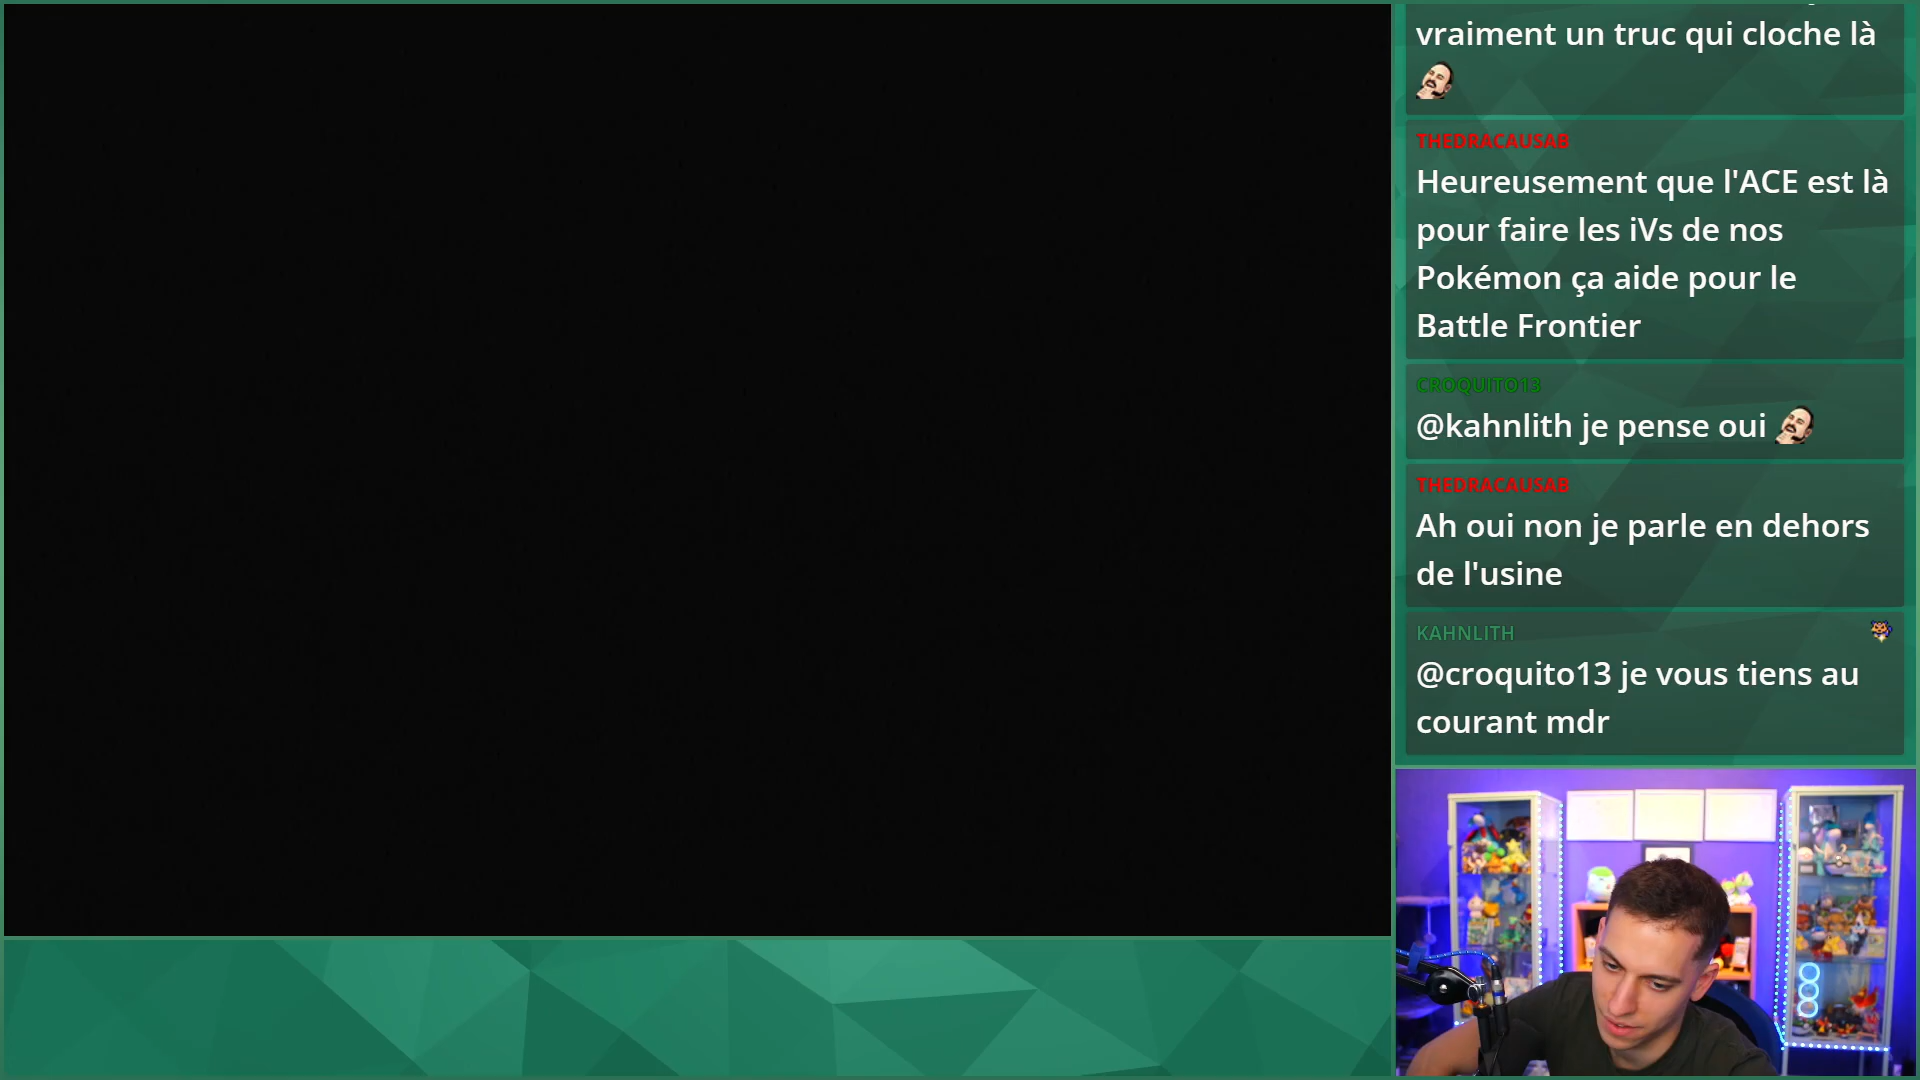 vraiment un truc qui cloche là
THEDRACAUSAB
Heureusement que l'ACE est là
pour faire les iVs de nos
Pokémon ça aide pour le
Battle Frontier
CROQUITO13
@kahnlith je pense oui
THEDRACAUSAB
Ah oui non je parle en dehors
de l'usine
KAHNLITH
@croquito13 je vous tiens au
courant mdr